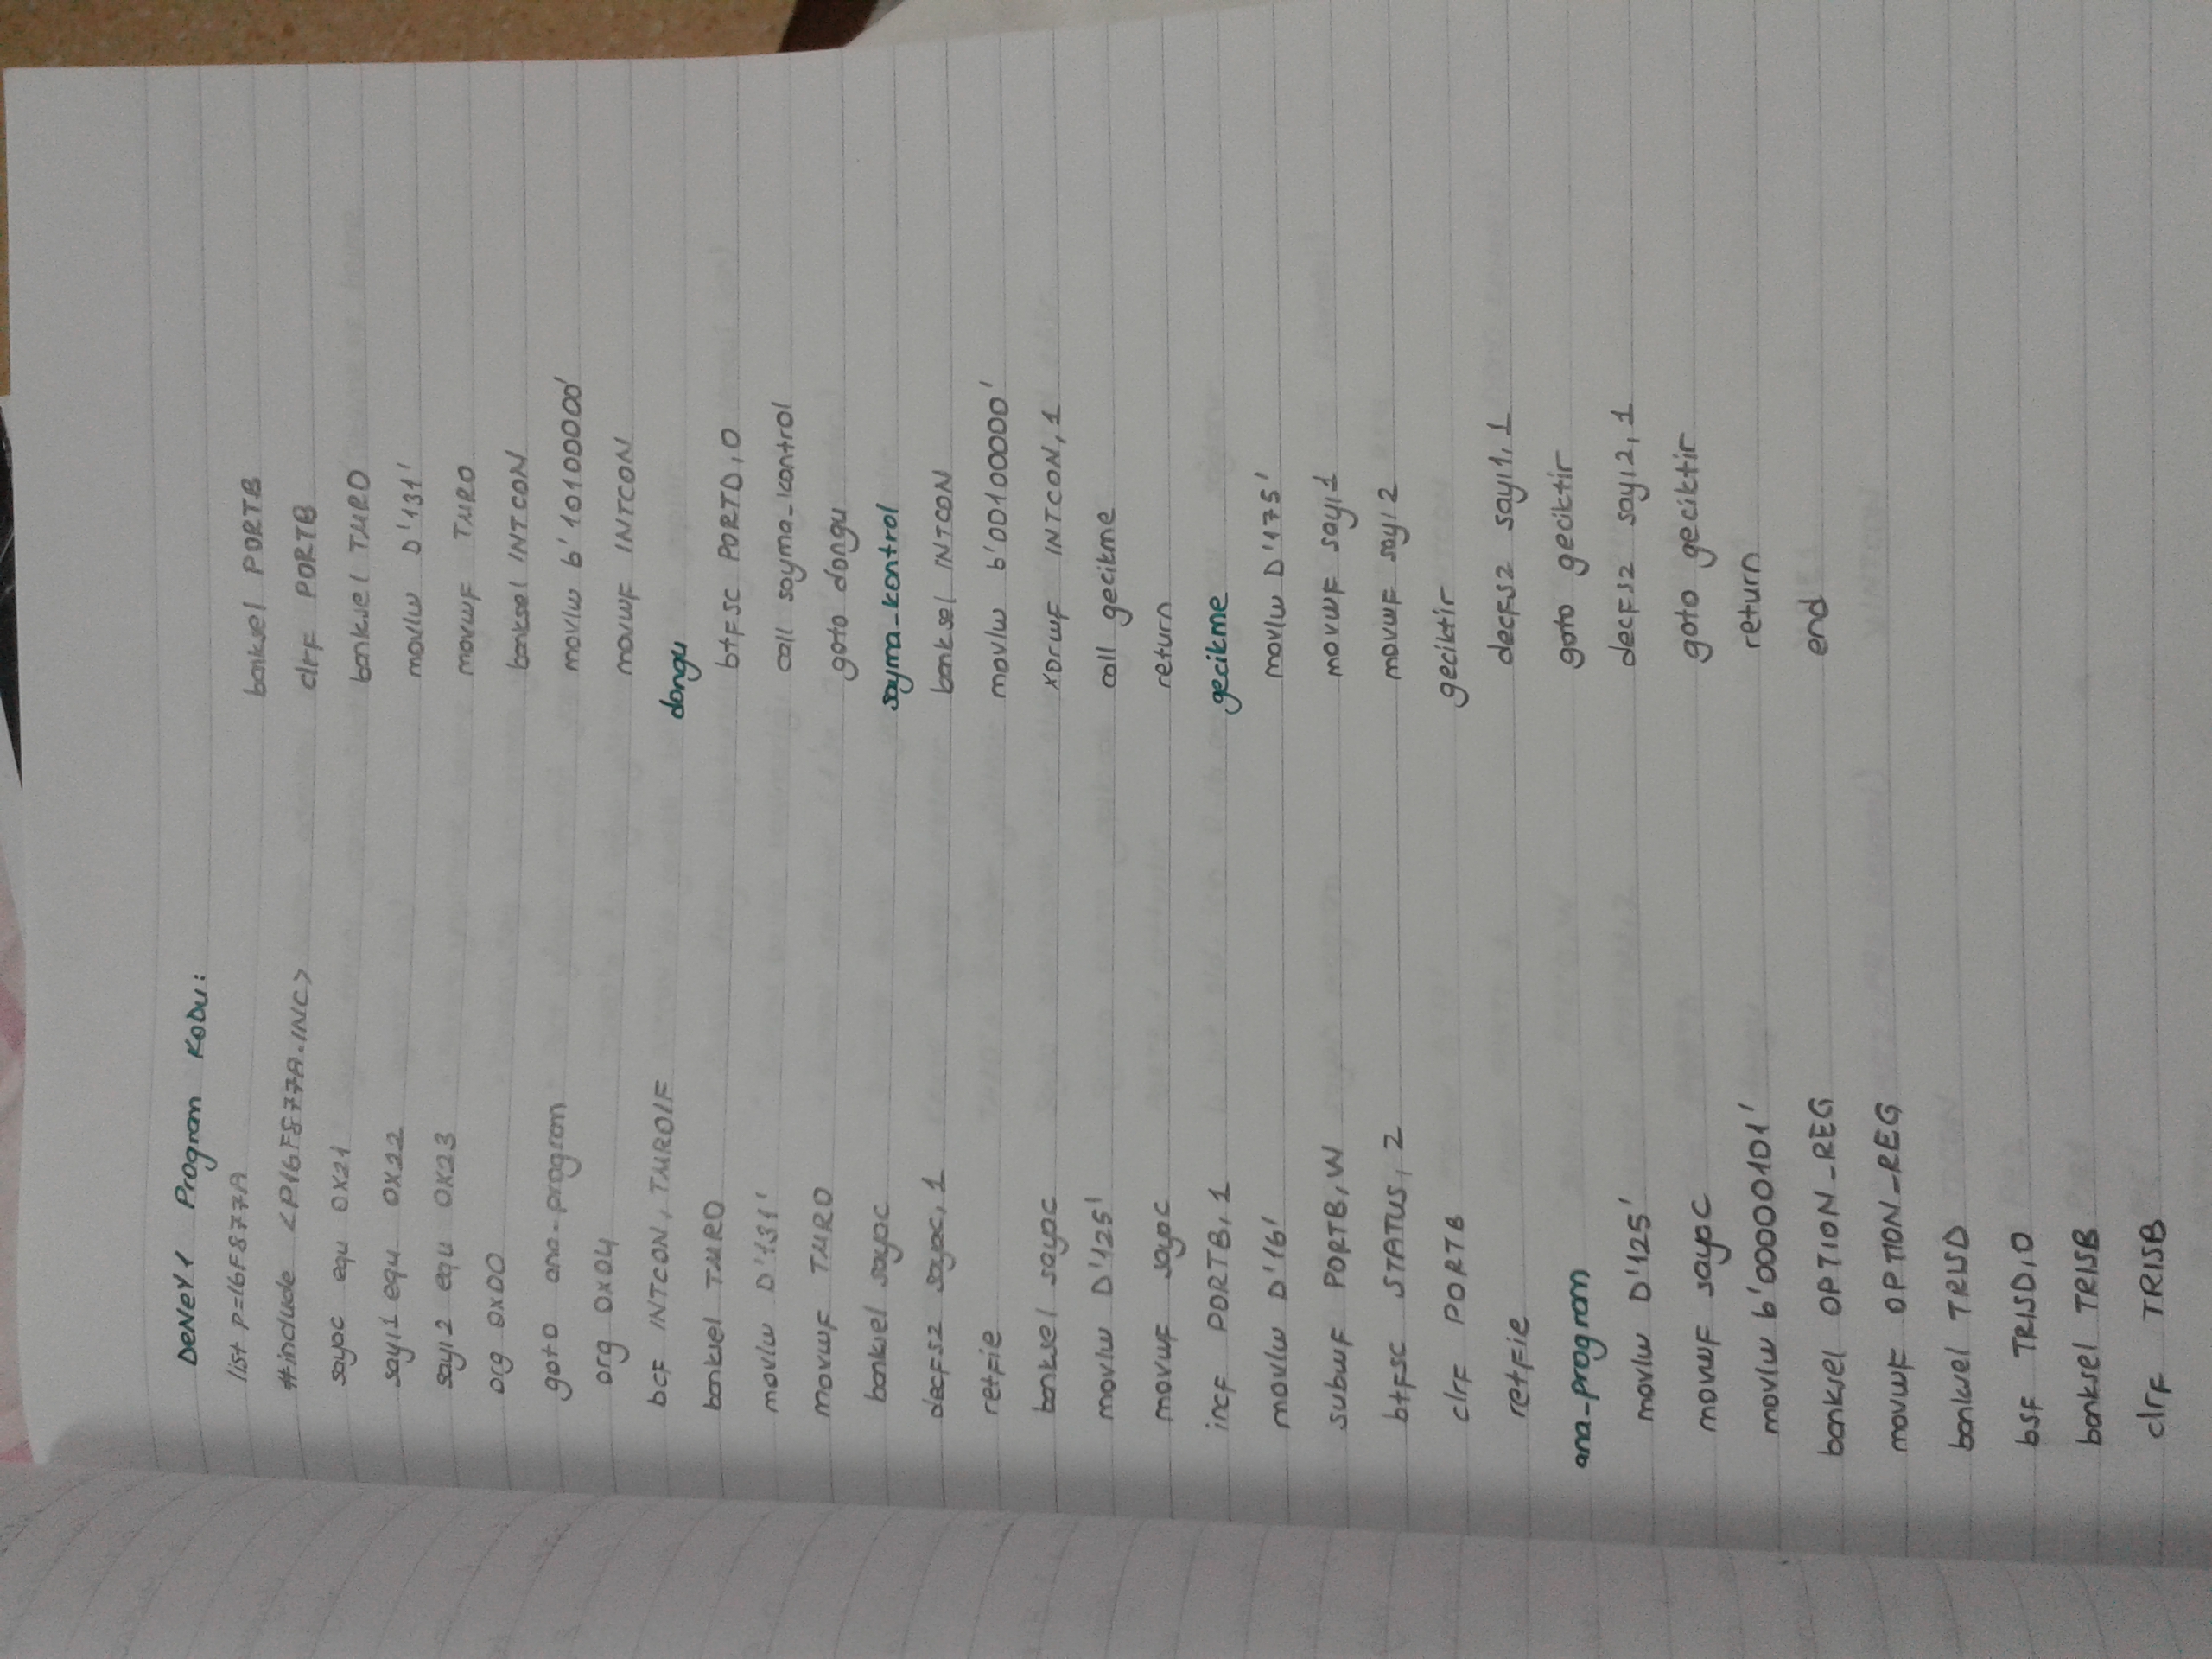 DeNeY1 Program KoDu:
list p=16F877A
#include <P16F877A.INC>
sayac equ 0x21
sayı1 equ 0x22
sayı2 equ 0x23
org 0x00
goto ana-program
org 0x04
bcF INTCON, TMR0IF
banksel TMR0
movlw D'131'
movwF TMR0
banksel sayac
decFsz sayac, 1
retFie
banksel sayac
movlw D'125'
movwF sayac
incF PORTB, 1
movlw D'16'
subwF PORTB, W
btFsc STATUS, Z
clrF PORTB
retFie
ana_program
movlw D'125'
movwF sayac
movlw b'00000101'
banksel OPTION_REG
movwF OPTION_REG
banksel TRISD
bsF TRISD, 0
banksel TRISB
clrF TRISB
banksel PORTB
clrF PORTB
banksel TMR0
movlw D'131'
movwF TMR0
banksel INTCON
movlw b'10100000'
movwF INTCON
dongu
btFsc PORTD, 0
call sayma_kontrol
goto dongu
sayma_kontrol
banksel INTCON
movlw b'00100000'
xorwF INTCON, 1
call gecikme
return
gecikme
movlw D'175'
movwF sayı1
movwF sayı2
geciktir
decFsz sayı1, 1
goto geciktir
decFsz sayı2, 1
goto geciktir
return
end